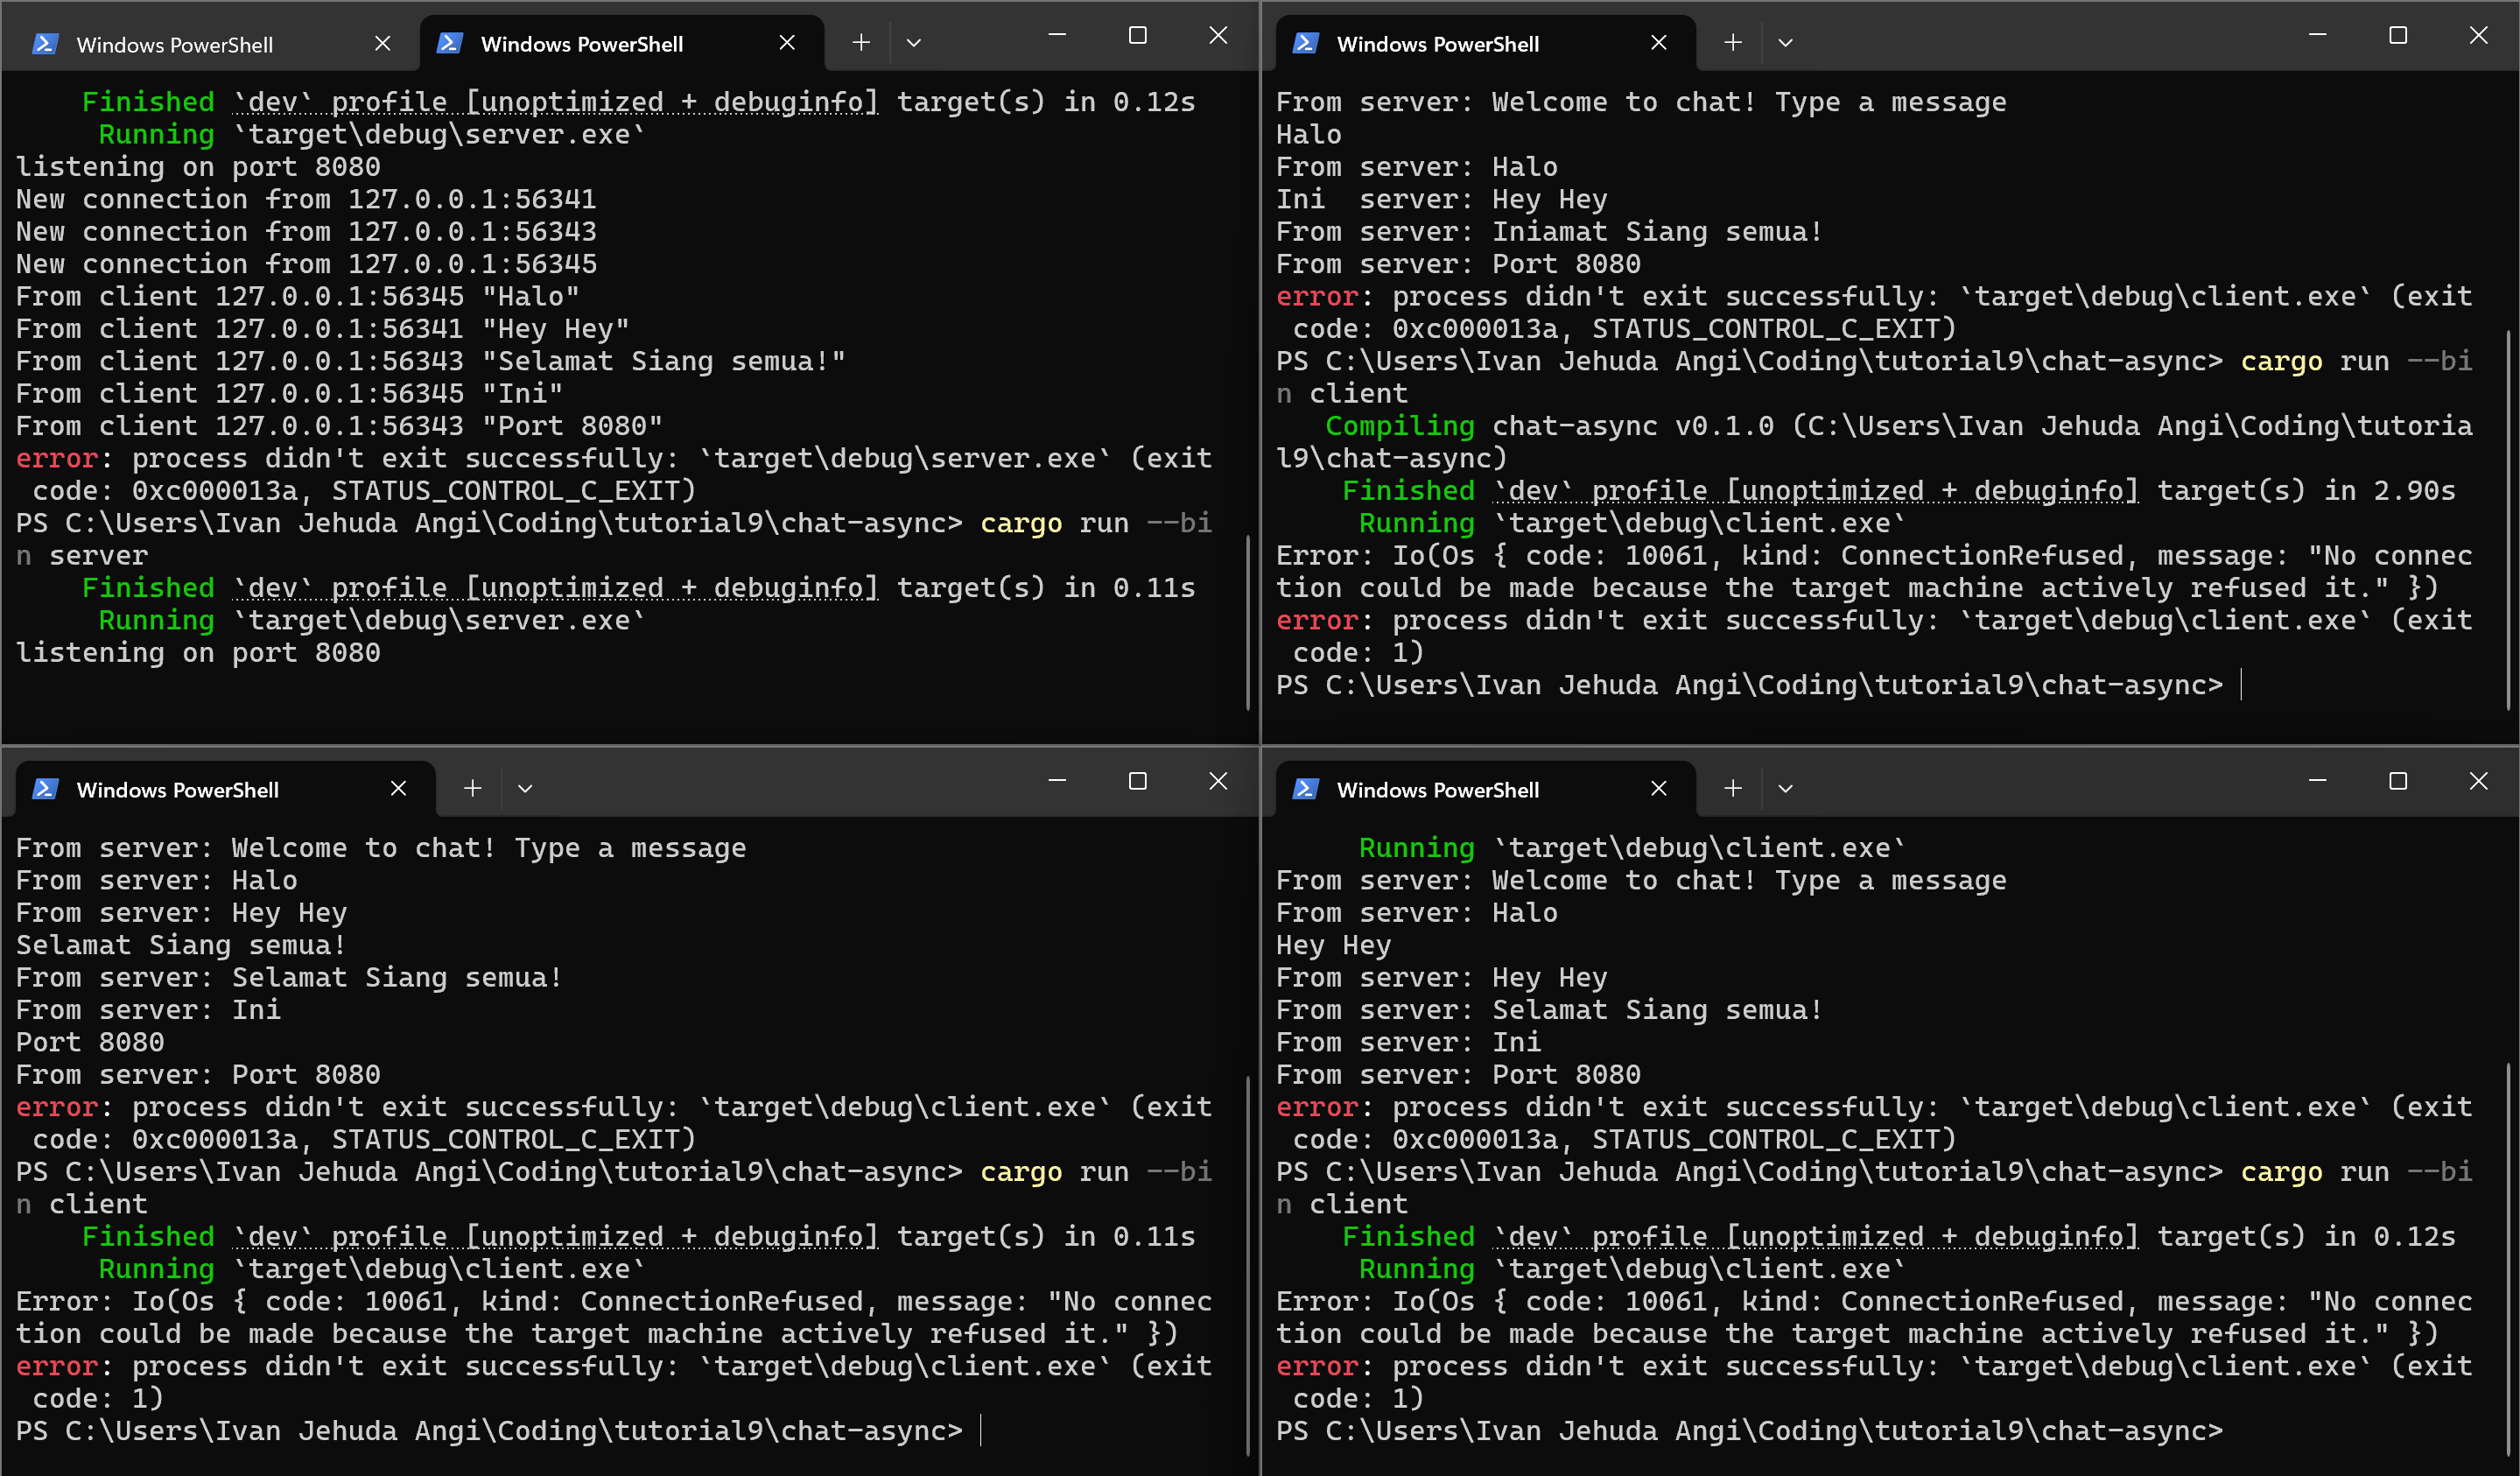 Windows PowerShell
Windows PowerShell
    Finished `dev` profile [unoptimized + debuginfo] target(s) in 0.12s
     Running `target\debug\server.exe`
listening on port 8080
New connection from 127.0.0.1:56341
New connection from 127.0.0.1:56343
New connection from 127.0.0.1:56345
From client 127.0.0.1:56345 "Halo"
From client 127.0.0.1:56341 "Hey Hey"
From client 127.0.0.1:56343 "Selamat Siang semua!"
From client 127.0.0.1:56345 "Ini"
From client 127.0.0.1:56343 "Port 8080"
error: process didn't exit successfully: `target\debug\server.exe` (exit
 code: 0xc000013a, STATUS_CONTROL_C_EXIT)
PS C:\Users\Ivan Jehuda Angi\Coding\tutorial9\chat-async> cargo run --bi
n server
    Finished `dev` profile [unoptimized + debuginfo] target(s) in 0.11s
     Running `target\debug\server.exe`
listening on port 8080
Windows PowerShell
From server: Welcome to chat! Type a message
Halo
From server: Halo
Ini  server: Hey Hey
From server: Iniamat Siang semua!
From server: Port 8080
error: process didn't exit successfully: `target\debug\client.exe` (exit
 code: 0xc000013a, STATUS_CONTROL_C_EXIT)
PS C:\Users\Ivan Jehuda Angi\Coding\tutorial9\chat-async> cargo run --bi
n client
   Compiling chat-async v0.1.0 (C:\Users\Ivan Jehuda Angi\Coding\tutoria
l9\chat-async)
    Finished `dev` profile [unoptimized + debuginfo] target(s) in 2.90s
     Running `target\debug\client.exe`
Error: Io(Os { code: 10061, kind: ConnectionRefused, message: "No connec
tion could be made because the target machine actively refused it." })
error: process didn't exit successfully: `target\debug\client.exe` (exit
 code: 1)
PS C:\Users\Ivan Jehuda Angi\Coding\tutorial9\chat-async>
Windows PowerShell
From server: Welcome to chat! Type a message
From server: Halo
From server: Hey Hey
Selamat Siang semua!
From server: Selamat Siang semua!
From server: Ini
Port 8080
From server: Port 8080
error: process didn't exit successfully: `target\debug\client.exe` (exit
 code: 0xc000013a, STATUS_CONTROL_C_EXIT)
PS C:\Users\Ivan Jehuda Angi\Coding\tutorial9\chat-async> cargo run --bi
n client
    Finished `dev` profile [unoptimized + debuginfo] target(s) in 0.11s
     Running `target\debug\client.exe`
Error: Io(Os { code: 10061, kind: ConnectionRefused, message: "No connec
tion could be made because the target machine actively refused it." })
error: process didn't exit successfully: `target\debug\client.exe` (exit
 code: 1)
PS C:\Users\Ivan Jehuda Angi\Coding\tutorial9\chat-async>
Windows PowerShell
     Running `target\debug\client.exe`
From server: Welcome to chat! Type a message
From server: Halo
Hey Hey
From server: Hey Hey
From server: Selamat Siang semua!
From server: Ini
From server: Port 8080
error: process didn't exit successfully: `target\debug\client.exe` (exit
 code: 0xc000013a, STATUS_CONTROL_C_EXIT)
PS C:\Users\Ivan Jehuda Angi\Coding\tutorial9\chat-async> cargo run --bi
n client
    Finished `dev` profile [unoptimized + debuginfo] target(s) in 0.12s
     Running `target\debug\client.exe`
Error: Io(Os { code: 10061, kind: ConnectionRefused, message: "No connec
tion could be made because the target machine actively refused it." })
error: process didn't exit successfully: `target\debug\client.exe` (exit
 code: 1)
PS C:\Users\Ivan Jehuda Angi\Coding\tutorial9\chat-async>